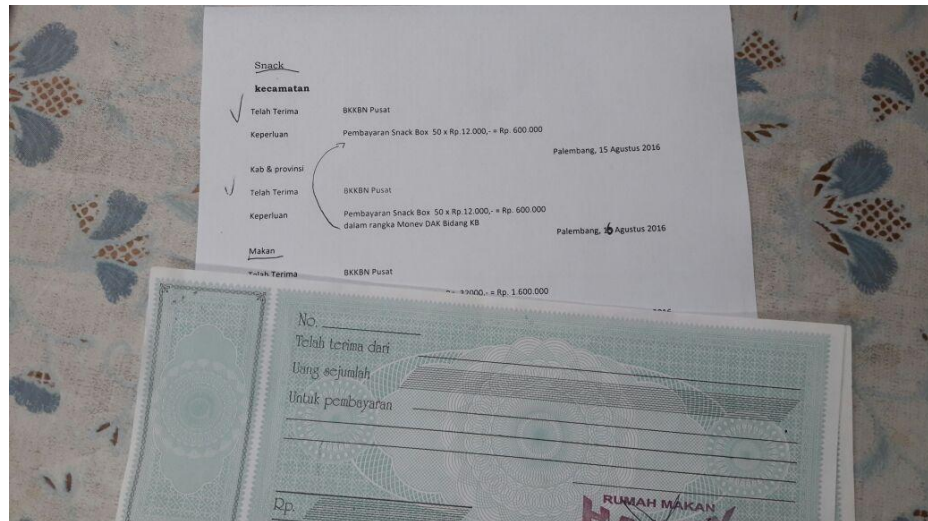 Snack
kecamatan
Telah Terima BKKBN Pusat
Keperluan Pembayaran Snack Box 50 x Rp.12.000,- = Rp. 600.000
Palembang, 15 Agustus 2016
Kab & provinsi
Telah Terima BKKBN Pusat
Keperluan Pembayaran Snack Box 50 x Rp.12.000,- = Rp. 600.000
dalam rangka Monev DAK Bidang KB
Palembang, 16 Agustus 2016
Makan
Telah Terima BKKBN Pusat
32000,- = Rp. 1.600.000
No.
Telah terima dari
Uang sejumlah
Untuk pembayaran
Rp.
RUMAH MAKAN